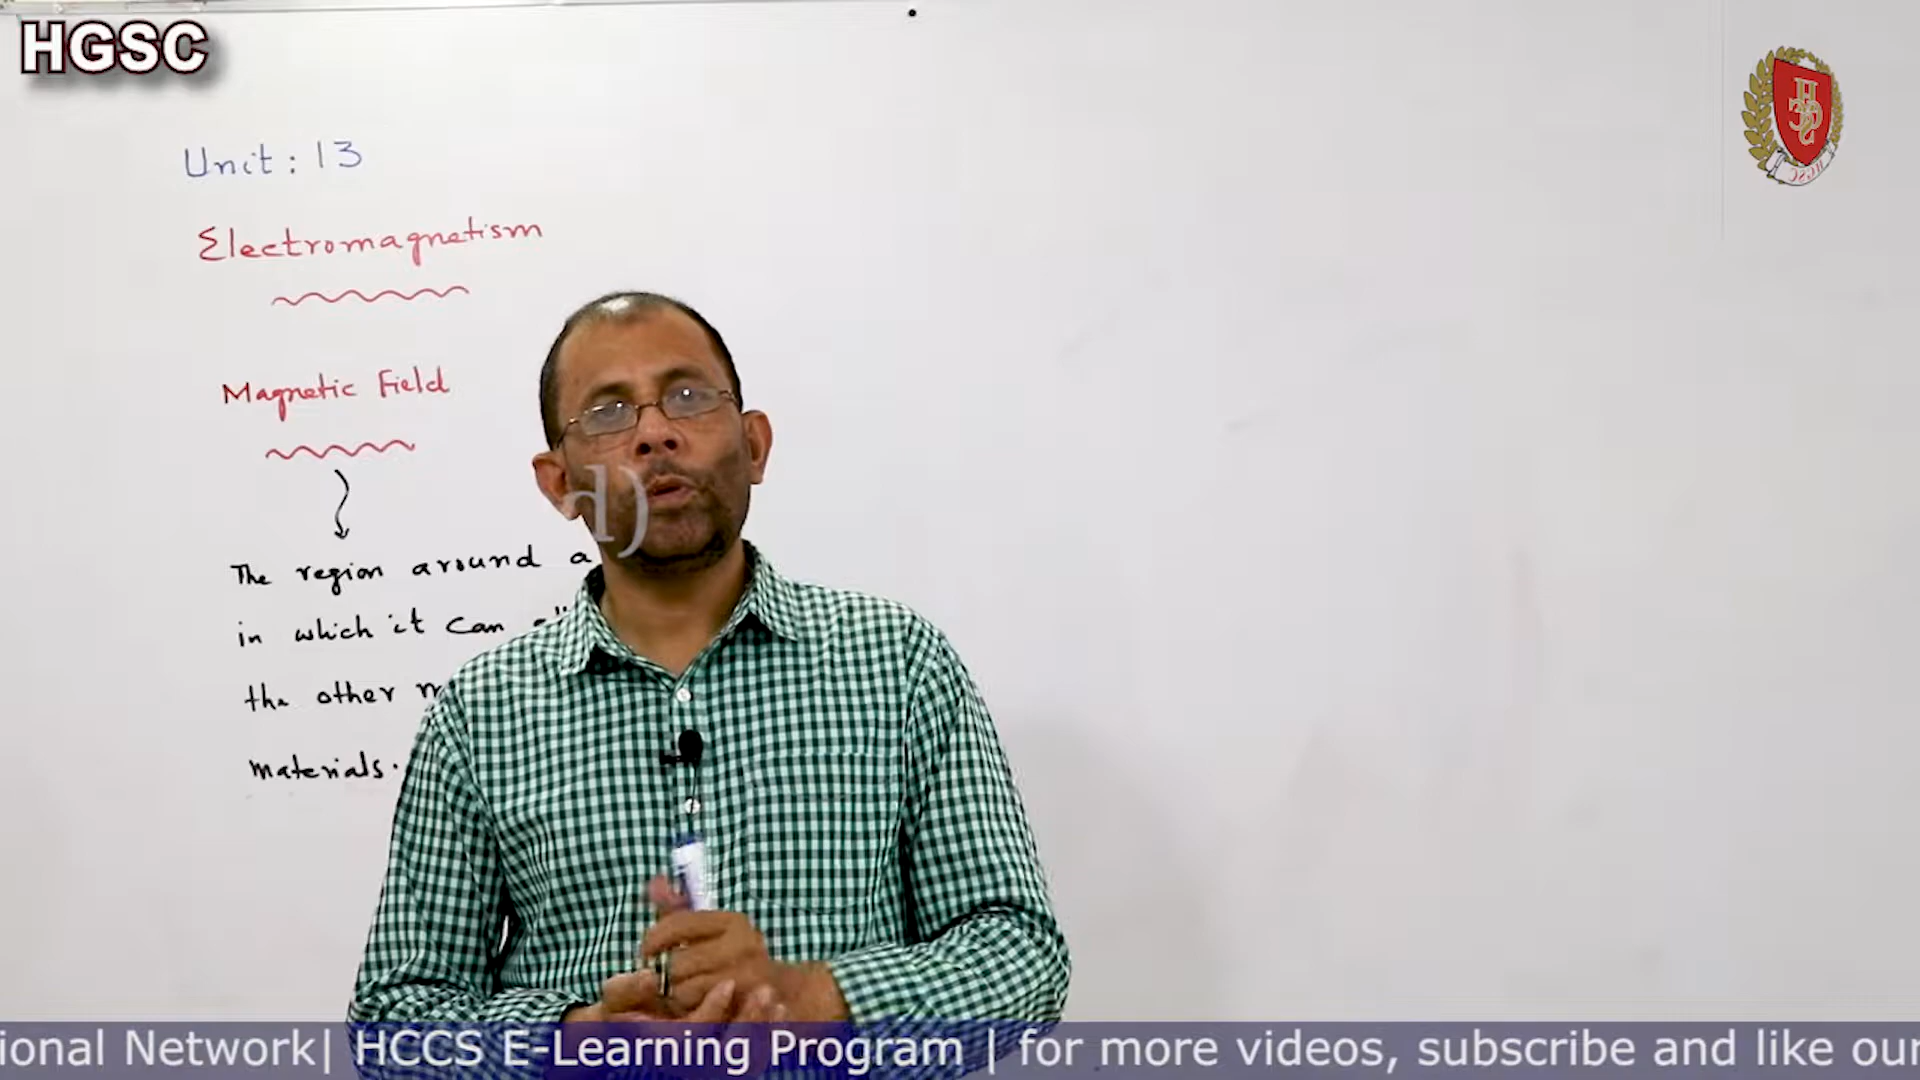 HGSC
Unit : 13
Electromagnetism
Magnetic Field
d)
The region around a
in which it can
the other
materials.
HGSC
ional Network| HCCS E-Learning Program | for more videos, subscribe and like our